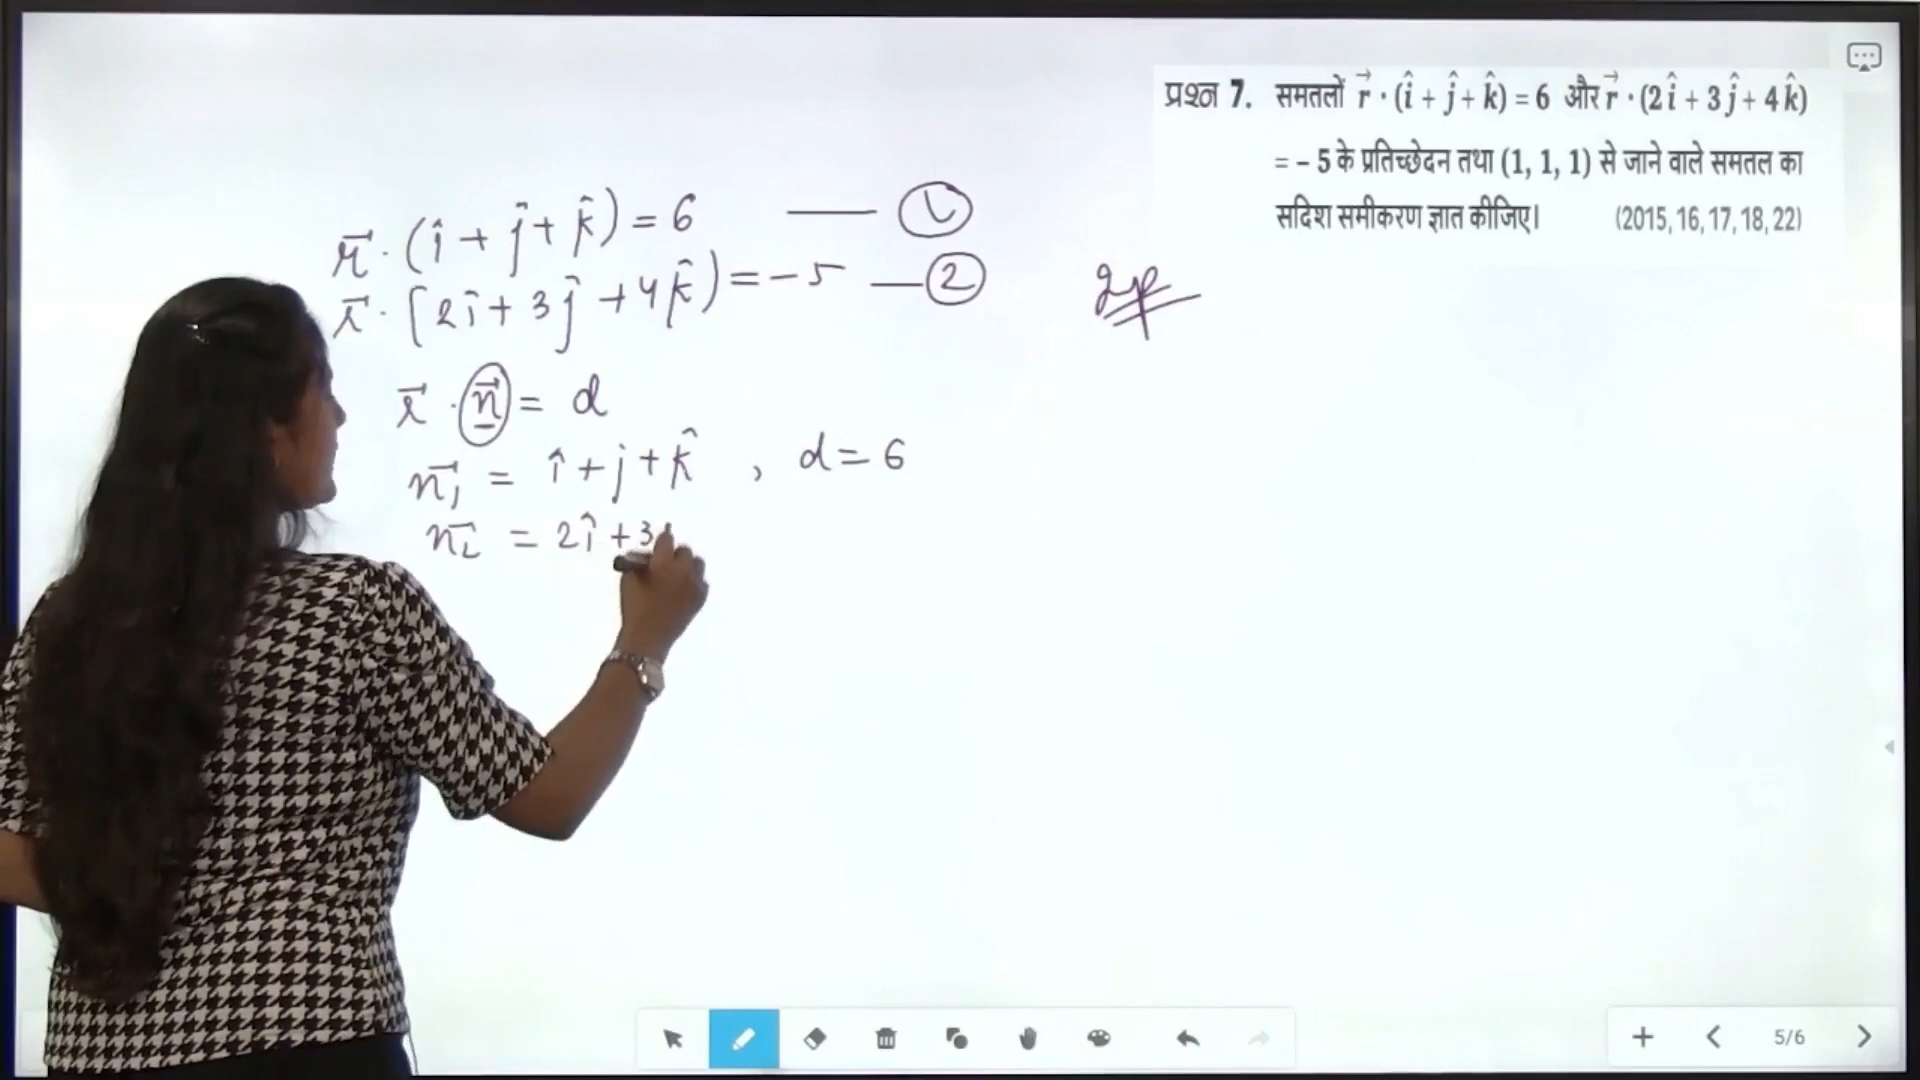 प्रश्न 7. समतलों r⃗ · (î + ĵ + k̂) = 6 और r⃗ · (2î + 3ĵ + 4k̂)
= – 5 के प्रतिच्छेदन तथा (1, 1, 1) से जाने वाले समतल का
सदिश समीकरण ज्ञात कीजिए। (2015, 16, 17, 18, 22)
r⃗ · (î + ĵ + k̂) = 6 —— 1
r⃗ · [2î + 3ĵ + 4k̂) = -5 — 2
r⃗ · n⃗ = d
n⃗₁ = î + j + k̂ , d = 6
n⃗₂ = 2î + 3
5/6